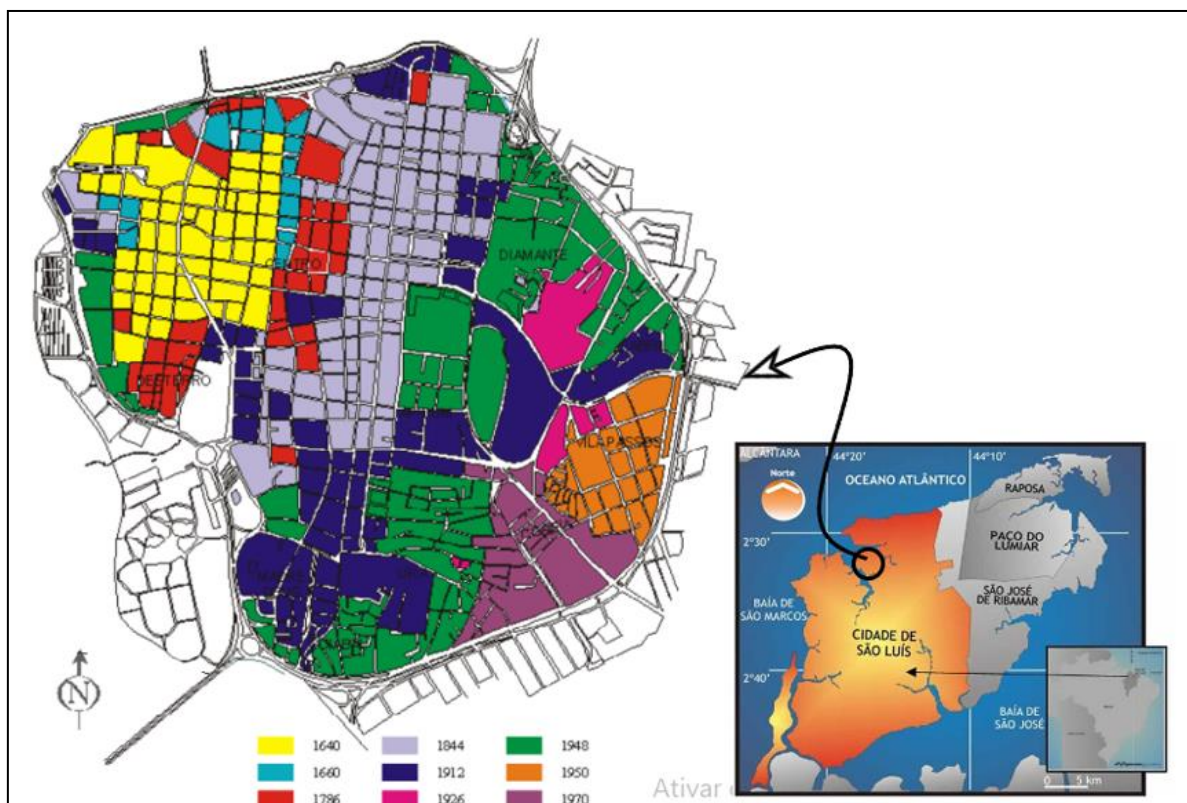 DIAMANTE
CENTRO
DESTERRO
VILA PASSOS
N
1640
1660
1786
1844
1912
1926
1948
1950
1970
Ativar
ALCÂNTARA
44°20'
44°10'
Norte
OCEANO ATLÂNTICO
RAPOSA
2°30'
PAÇO DO
LUMIAR
SÃO JOSÉ
DE RIBAMAR
BAÍA DE
SÃO MARCOS
CIDADE DE
SÃO LUÍS
2°40'
BAÍA DE
SÃO JOSÉ
0 5 km